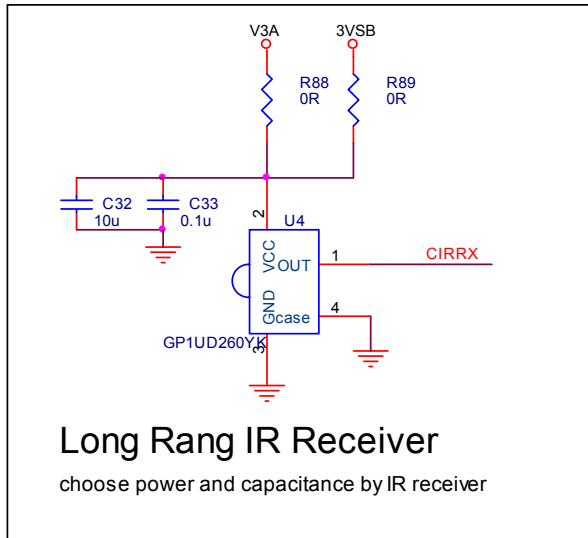 V3A 3VSB
R88 R89
0R 0R
C32 C33
10u 0.1u
2 U4
VCC
OUT 1 CIRRX
GND
case 4
GP1UD260YK
3
Long Rang IR Receiver
choose power and capacitance by IR receiver